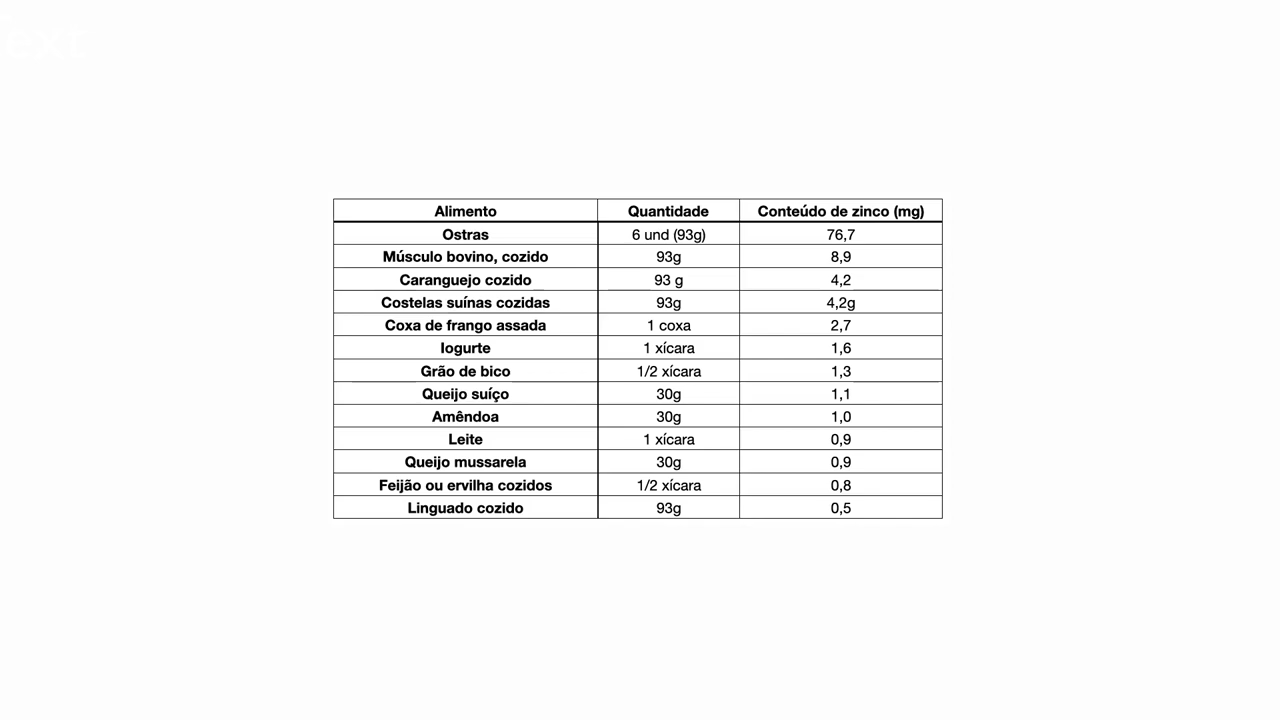 ext
Alimento Quantidade Conteúdo de zinco (mg)
Ostras 6 und (93g) 76,7
Músculo bovino, cozido 93g 8,9
Caranguejo cozido 93 g 4,2
Costelas suínas cozidas 93g 4,2g
Coxa de frango assada 1 coxa 2,7
Iogurte 1 xícara 1,6
Grão de bico 1/2 xícara 1,3
Queijo suíço 30g 1,1
Amêndoa 30g 1,0
Leite 1 xícara 0,9
Queijo mussarela 30g 0,9
Feijão ou ervilha cozidos 1/2 xícara 0,8
Linguado cozido 93g 0,5